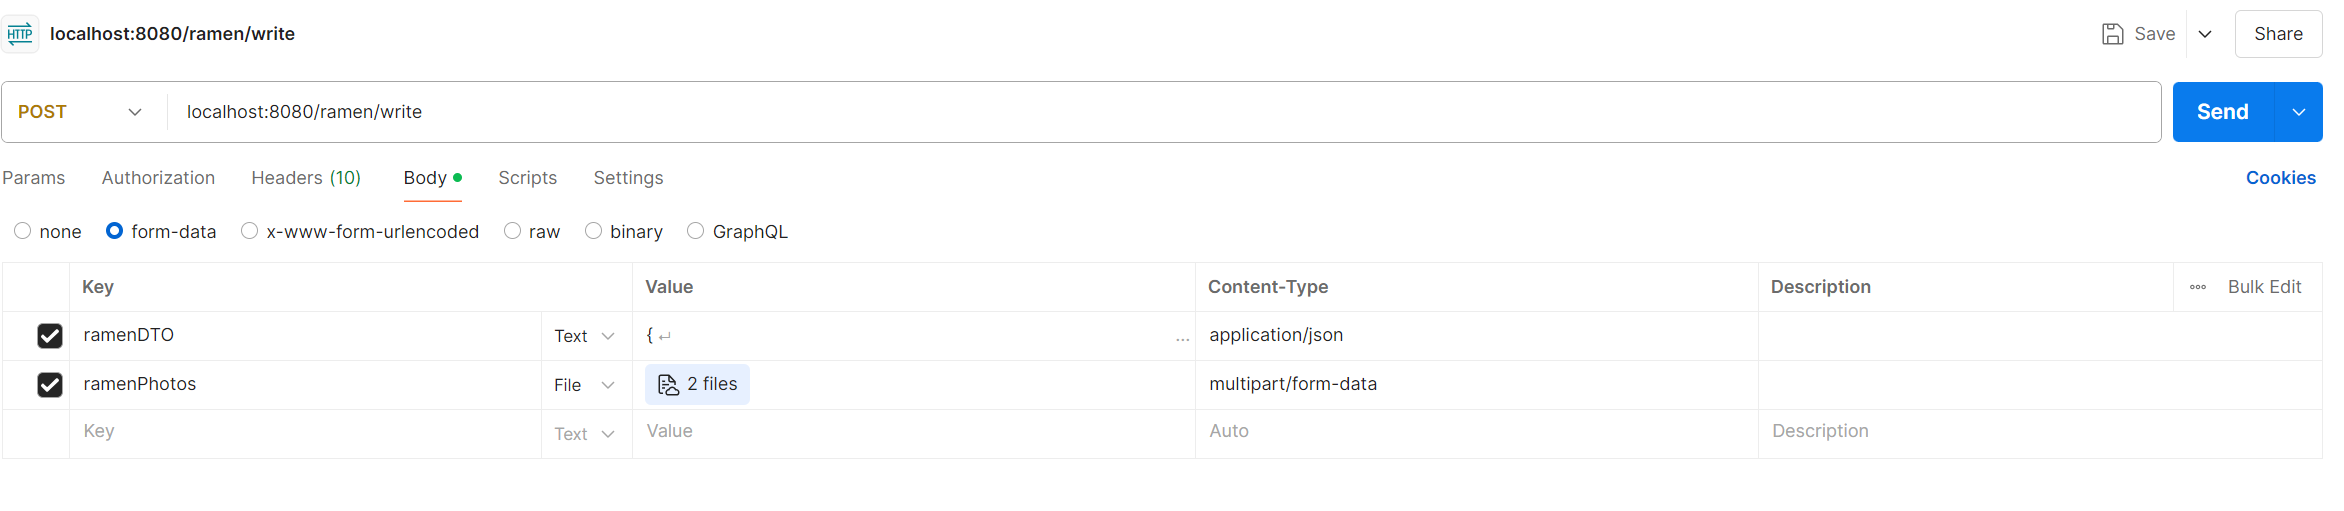 HTTP localhost:8080/ramen/write Save Share
POST localhost:8080/ramen/write Send
Params Authorization Headers (10) Body Scripts Settings Cookies
none form-data x-www-form-urlencoded raw binary GraphQL
Key Value Content-Type Description Bulk Edit
ramenDTO Text { ↵ ... application/json
ramenPhotos File 2 files multipart/form-data
Key Text Value Auto Description